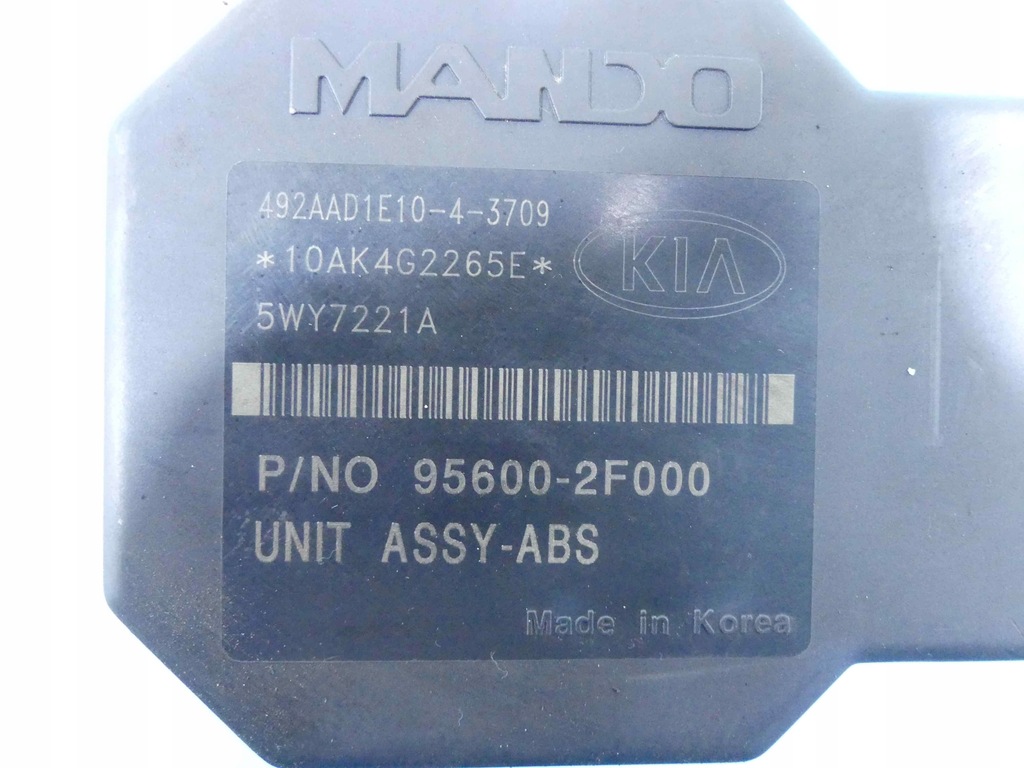 MANDO
492AAD1E10-4-3709
*10AK4G2265E*
KIA
5WY7221A
P/NO 95600-2F000
UNIT ASSY-ABS
Made in Korea